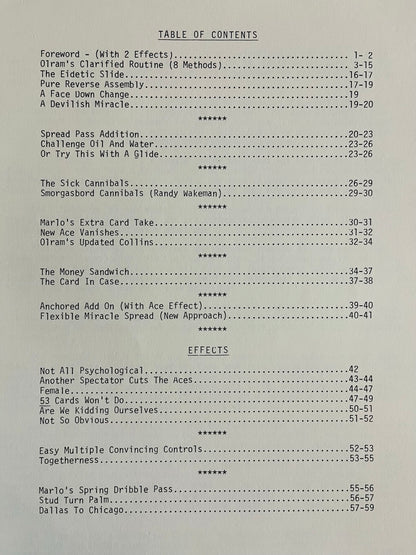 TABLE OF CONTENTS
Foreword - (With 2 Effects)....................................... 1- 2
Olram's Clarified Routine (8 Methods)............................. 3-15
The Eidetic Slide.................................................16-17
Pure Reverse Assembly.............................................17-19
A Face Down Change................................................19
A Devilish Miracle................................................19-20
******
Spread Pass Addition..............................................20-23
Challenge Oil And Water...........................................23-26
Or Try This With A Glide..........................................23-26
******
The Sick Cannibals................................................26-29
Smorgasbord Cannibals (Randy Wakeman).............................29-30
******
Marlo's Extra Card Take...........................................30-31
New Ace Vanishes..................................................31-32
Olram's Updated Collins...........................................32-34
******
The Money Sandwich................................................34-37
The Card In Case..................................................37-38
******
Anchored Add On (With Ace Effect).................................39-40
Flexible Miracle Spread (New Approach)............................40-41
******
EFFECTS
Not All Psychological.............................................42
Another Spectator Cuts The Aces...................................43-44
Female............................................................44-47
53 Cards Won't Do.................................................47-49
Are We Kidding Ourselves..........................................50-51
Not So Obvious....................................................51-52
******
Easy Multiple Convincing Controls.................................52-53
Togetherness......................................................53-55
******
Marlo's Spring Dribble Pass.......................................55-56
Stud Turn Palm....................................................56-57
Dallas To Chicago.................................................57-59